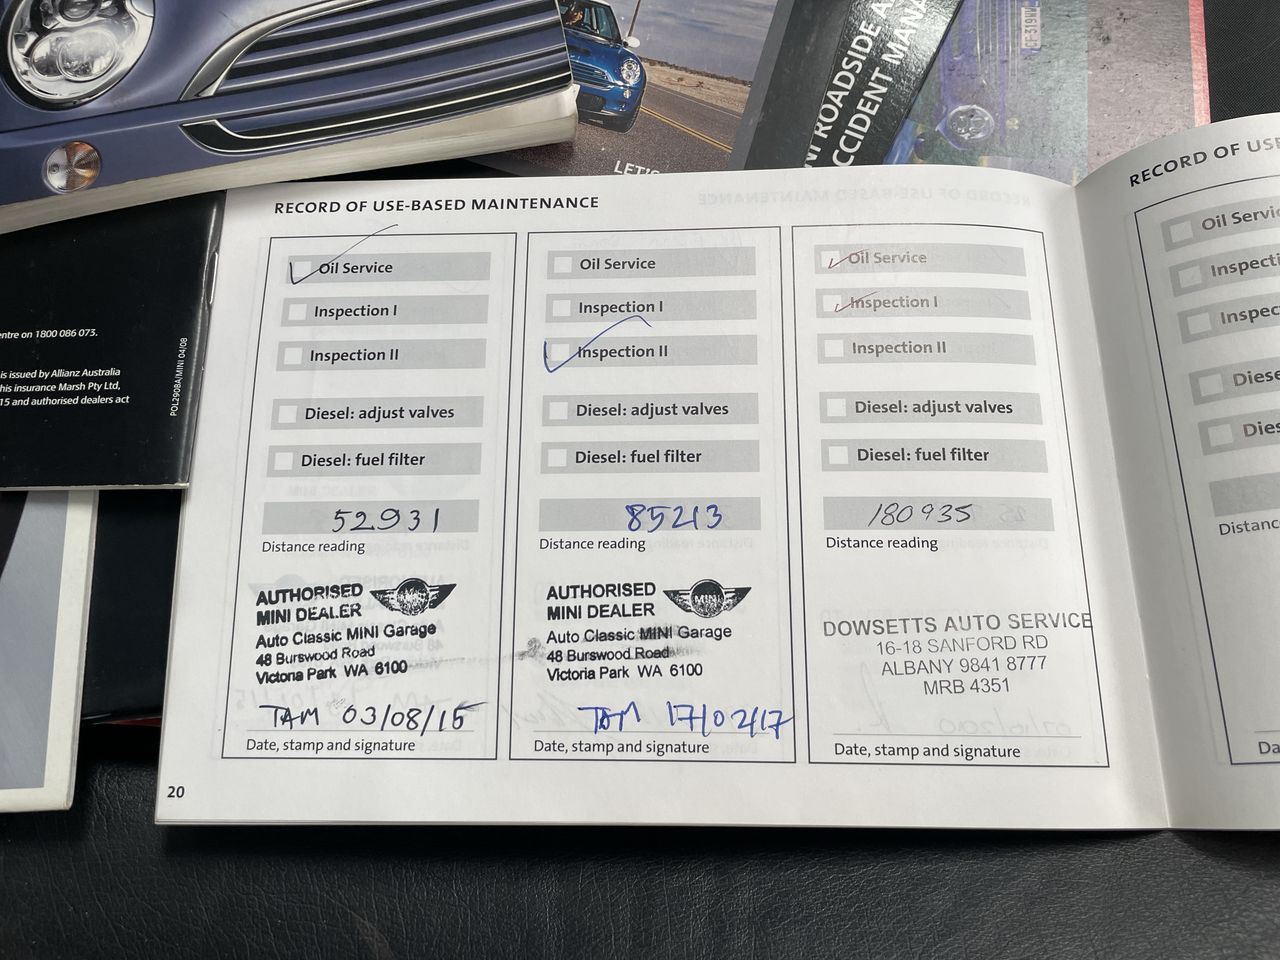 LET'S
NI ROADSIDE A
CCIDENT MANA
entre on 1800 086 073.
is issued by Allianz Australia
his insurance Marsh Pty Ltd,
15 and authorised dealers act
POL290BA/MINI 04/08
RECORD OF USE-BASED MAINTENANCE
Oil Service
Inspection I
Inspection II
Diesel: adjust valves
Diesel: fuel filter
52931
Distance reading
AUTHORISED
MINI DEALER
Auto Classic MINI Garage
48 Burswood Road
Victoria Park WA 6100
TAM 03/08/15
Date, stamp and signature
Oil Service
Inspection I
Inspection II
Diesel: adjust valves
Diesel: fuel filter
85213
Distance reading
AUTHORISED
MINI DEALER
MINI
Auto Classic MINI Garage
48 Burswood Road
Victoria Park WA 6100
TAM 17/02/17
Date, stamp and signature
Oil Service
Inspection I
Inspection II
Diesel: adjust valves
Diesel: fuel filter
180935
Distance reading
DOWSETTS AUTO SERVICE
16-18 SANFORD RD
ALBANY 9841 8777
MRB 4351
Date, stamp and signature
20
RECORD OF USE
Oil Servic
Inspecti
Inspec
Diese
Dies
Distanc
Da